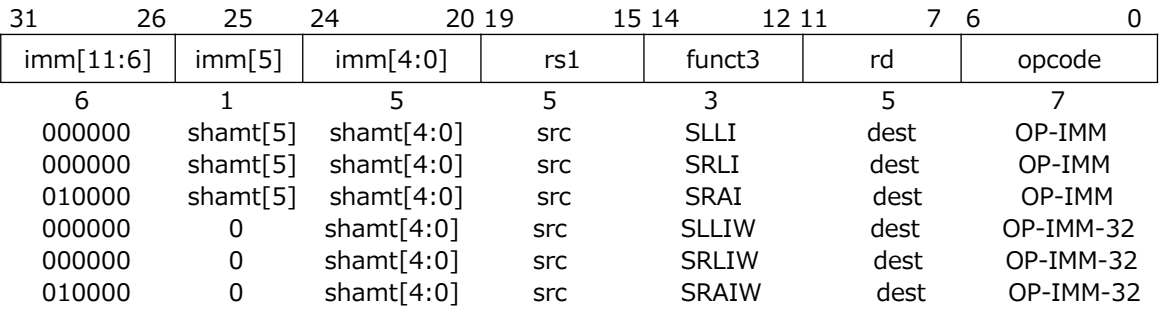 31 26 25 24 20 19 15 14 12 11 7 6 0
imm[11:6] imm[5] imm[4:0] rs1 funct3 rd opcode
6 1 5 5 3 5 7
000000 shamt[5] shamt[4:0] src SLLI dest OP-IMM
000000 shamt[5] shamt[4:0] src SRLI dest OP-IMM
010000 shamt[5] shamt[4:0] src SRAI dest OP-IMM
000000 0 shamt[4:0] src SLLIW dest OP-IMM-32
000000 0 shamt[4:0] src SRLIW dest OP-IMM-32
010000 0 shamt[4:0] src SRAIW dest OP-IMM-32